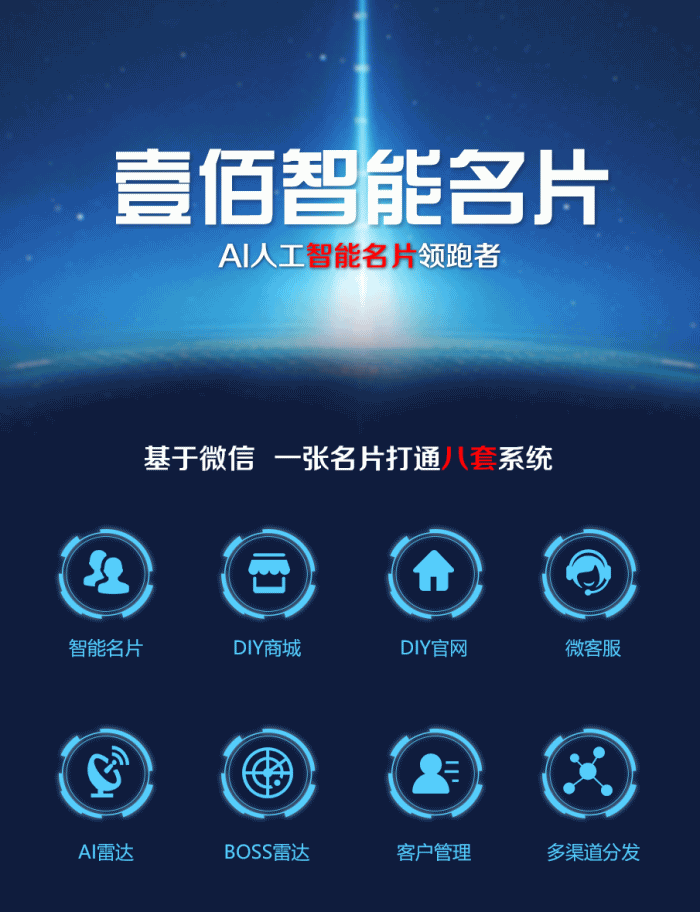 壹佰智能名片
AI人工智能名片领跑者
基于微信 一张名片打通八套系统
智能名片
DIY商城
DIY官网
微客服
AI雷达
BOSS雷达
客户管理
多渠道分发